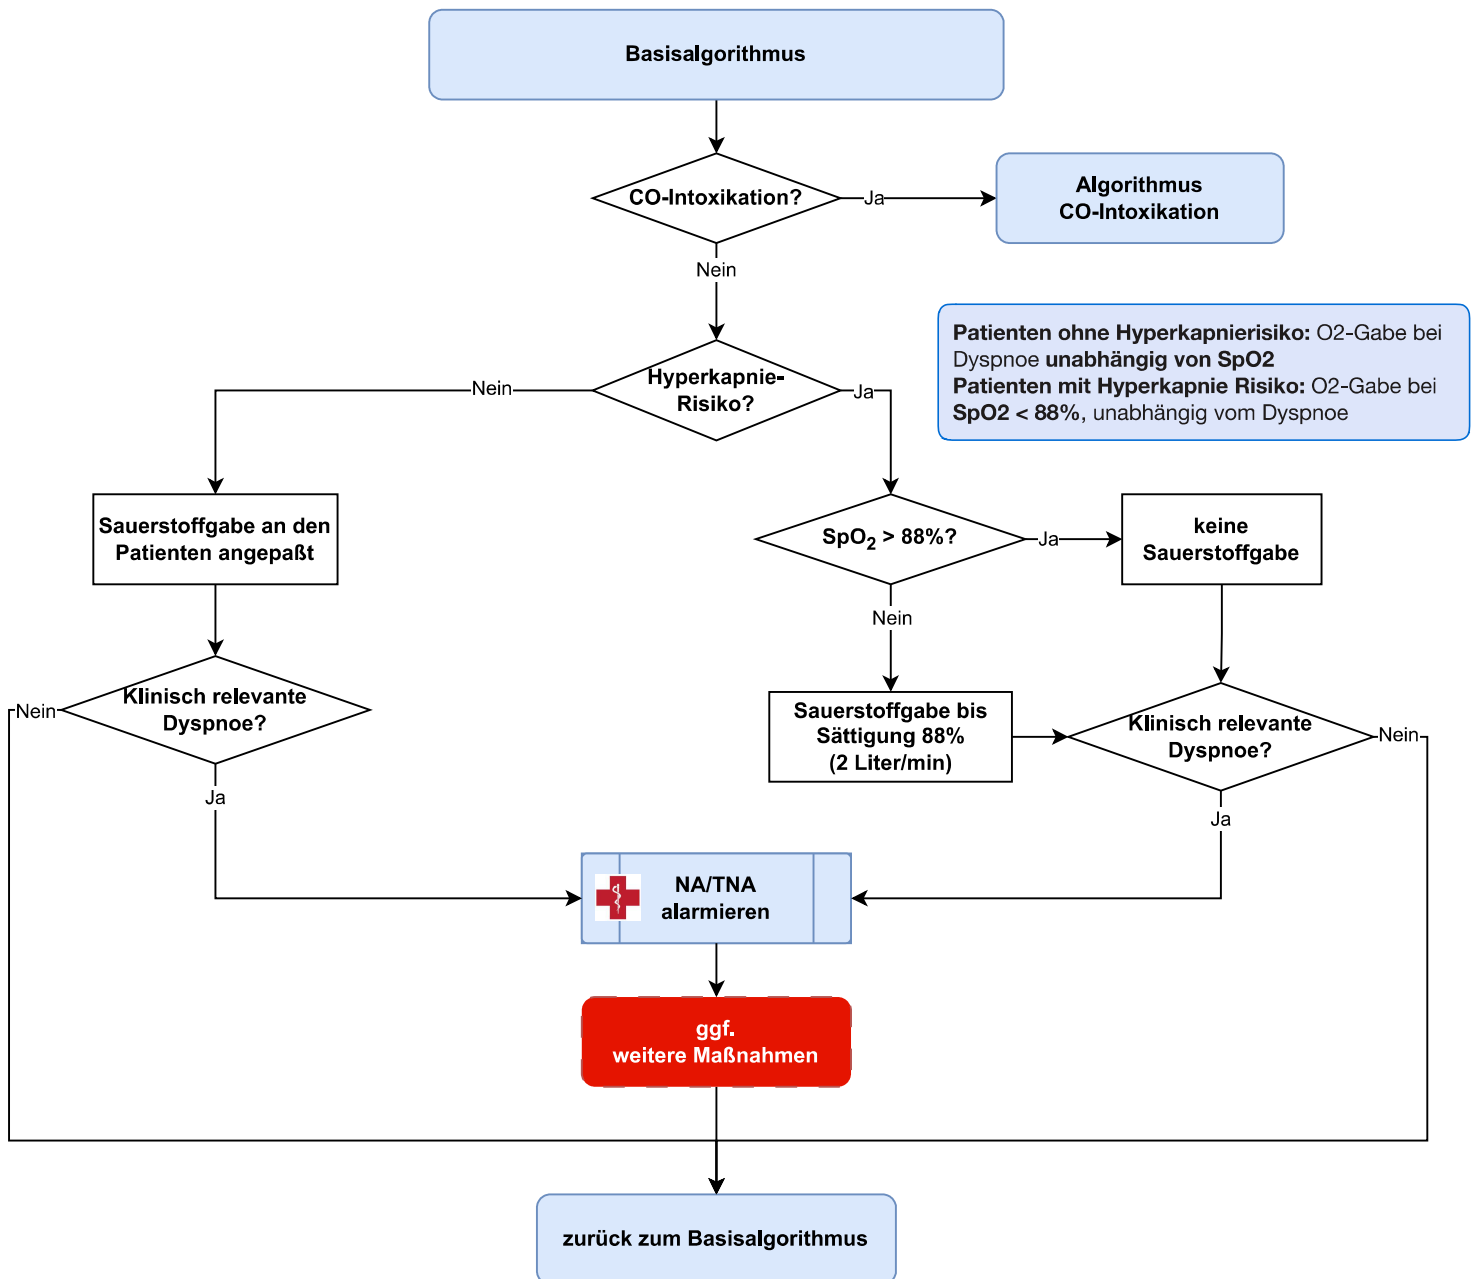 Basisalgorithmus
CO-Intoxikation?
Ja
Algorithmus
CO-Intoxikation
Nein
Patienten ohne Hyperkapnierisiko: O2-Gabe bei
Dyspnoe unabhängig von SpO2
Patienten mit Hyperkapnie Risiko: O2-Gabe bei
SpO2 < 88%, unabhängig vom Dyspnoe
Hyperkapnie-
Risiko?
Nein
Ja
Sauerstoffgabe an den
Patienten angepaßt
SpO2 > 88%?
Ja
keine
Sauerstoffgabe
Nein
Klinisch relevante
Dyspnoe?
Nein
Ja
Sauerstoffgabe bis
Sättigung 88%
(2 Liter/min)
Klinisch relevante
Dyspnoe?
Nein
Ja
NA/TNA
alarmieren
ggf.
weitere Maßnahmen
zurück zum Basisalgorithmus